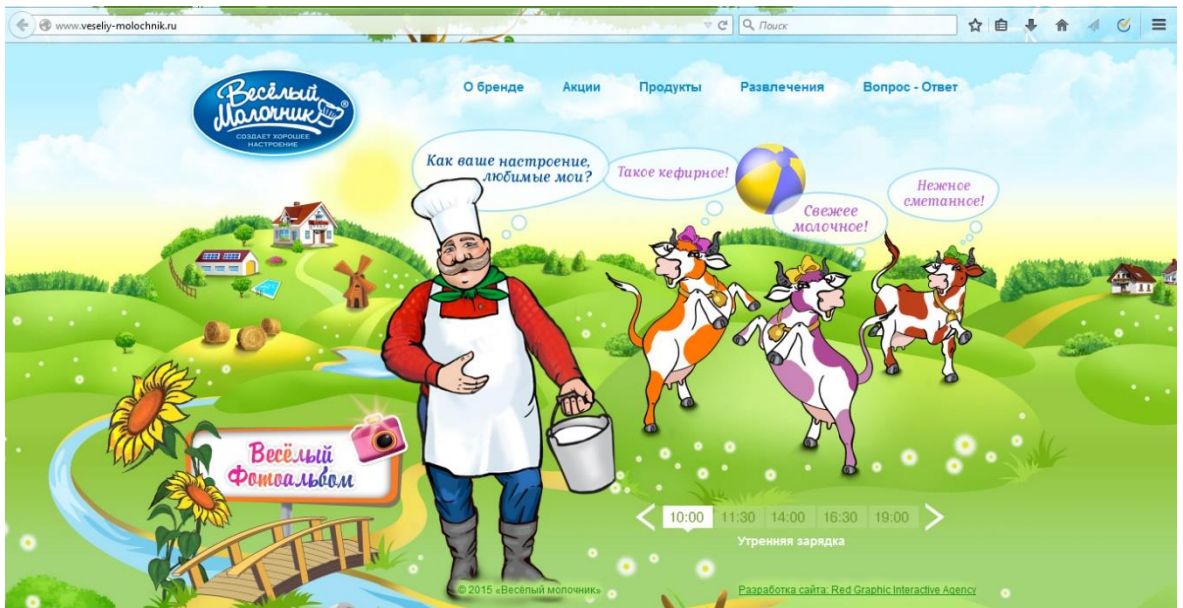 www.veseliy-molochnik.ru
Поиск
Весёлый
Молочник®
СОЗДАЕТ ХОРОШЕЕ
НАСТРОЕНИЕ
О бренде
Акции
Продукты
Развлечения
Вопрос - Ответ
Как ваше настроение,
любимые мои?
Такое кефирное!
Свежее
молочное!
Нежное
сметанное!
Весёлый
Фотоальбом
10:00 11:30 14:00 16:30 19:00
Утренняя зарядка
© 2015 «Весёлый молочник»
Разработка сайта: Red Graphic Interactive Agency